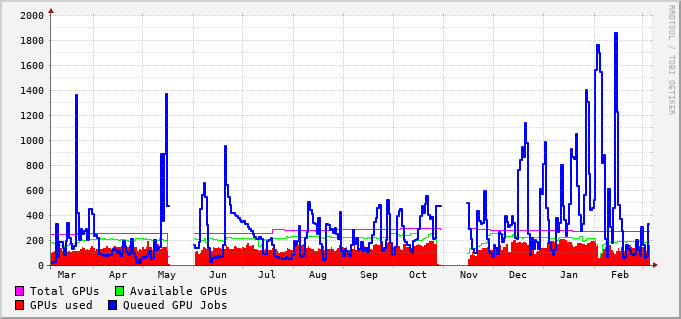 2000
1800
1600
1400
1200
1000
800
600
400
200
0
Mar Apr May Jun Jul Aug Sep Oct Nov Dec Jan Feb
Total GPUs Available GPUs
GPUs used Queued GPU Jobs
RRDTOOL / TOBI OETIKER